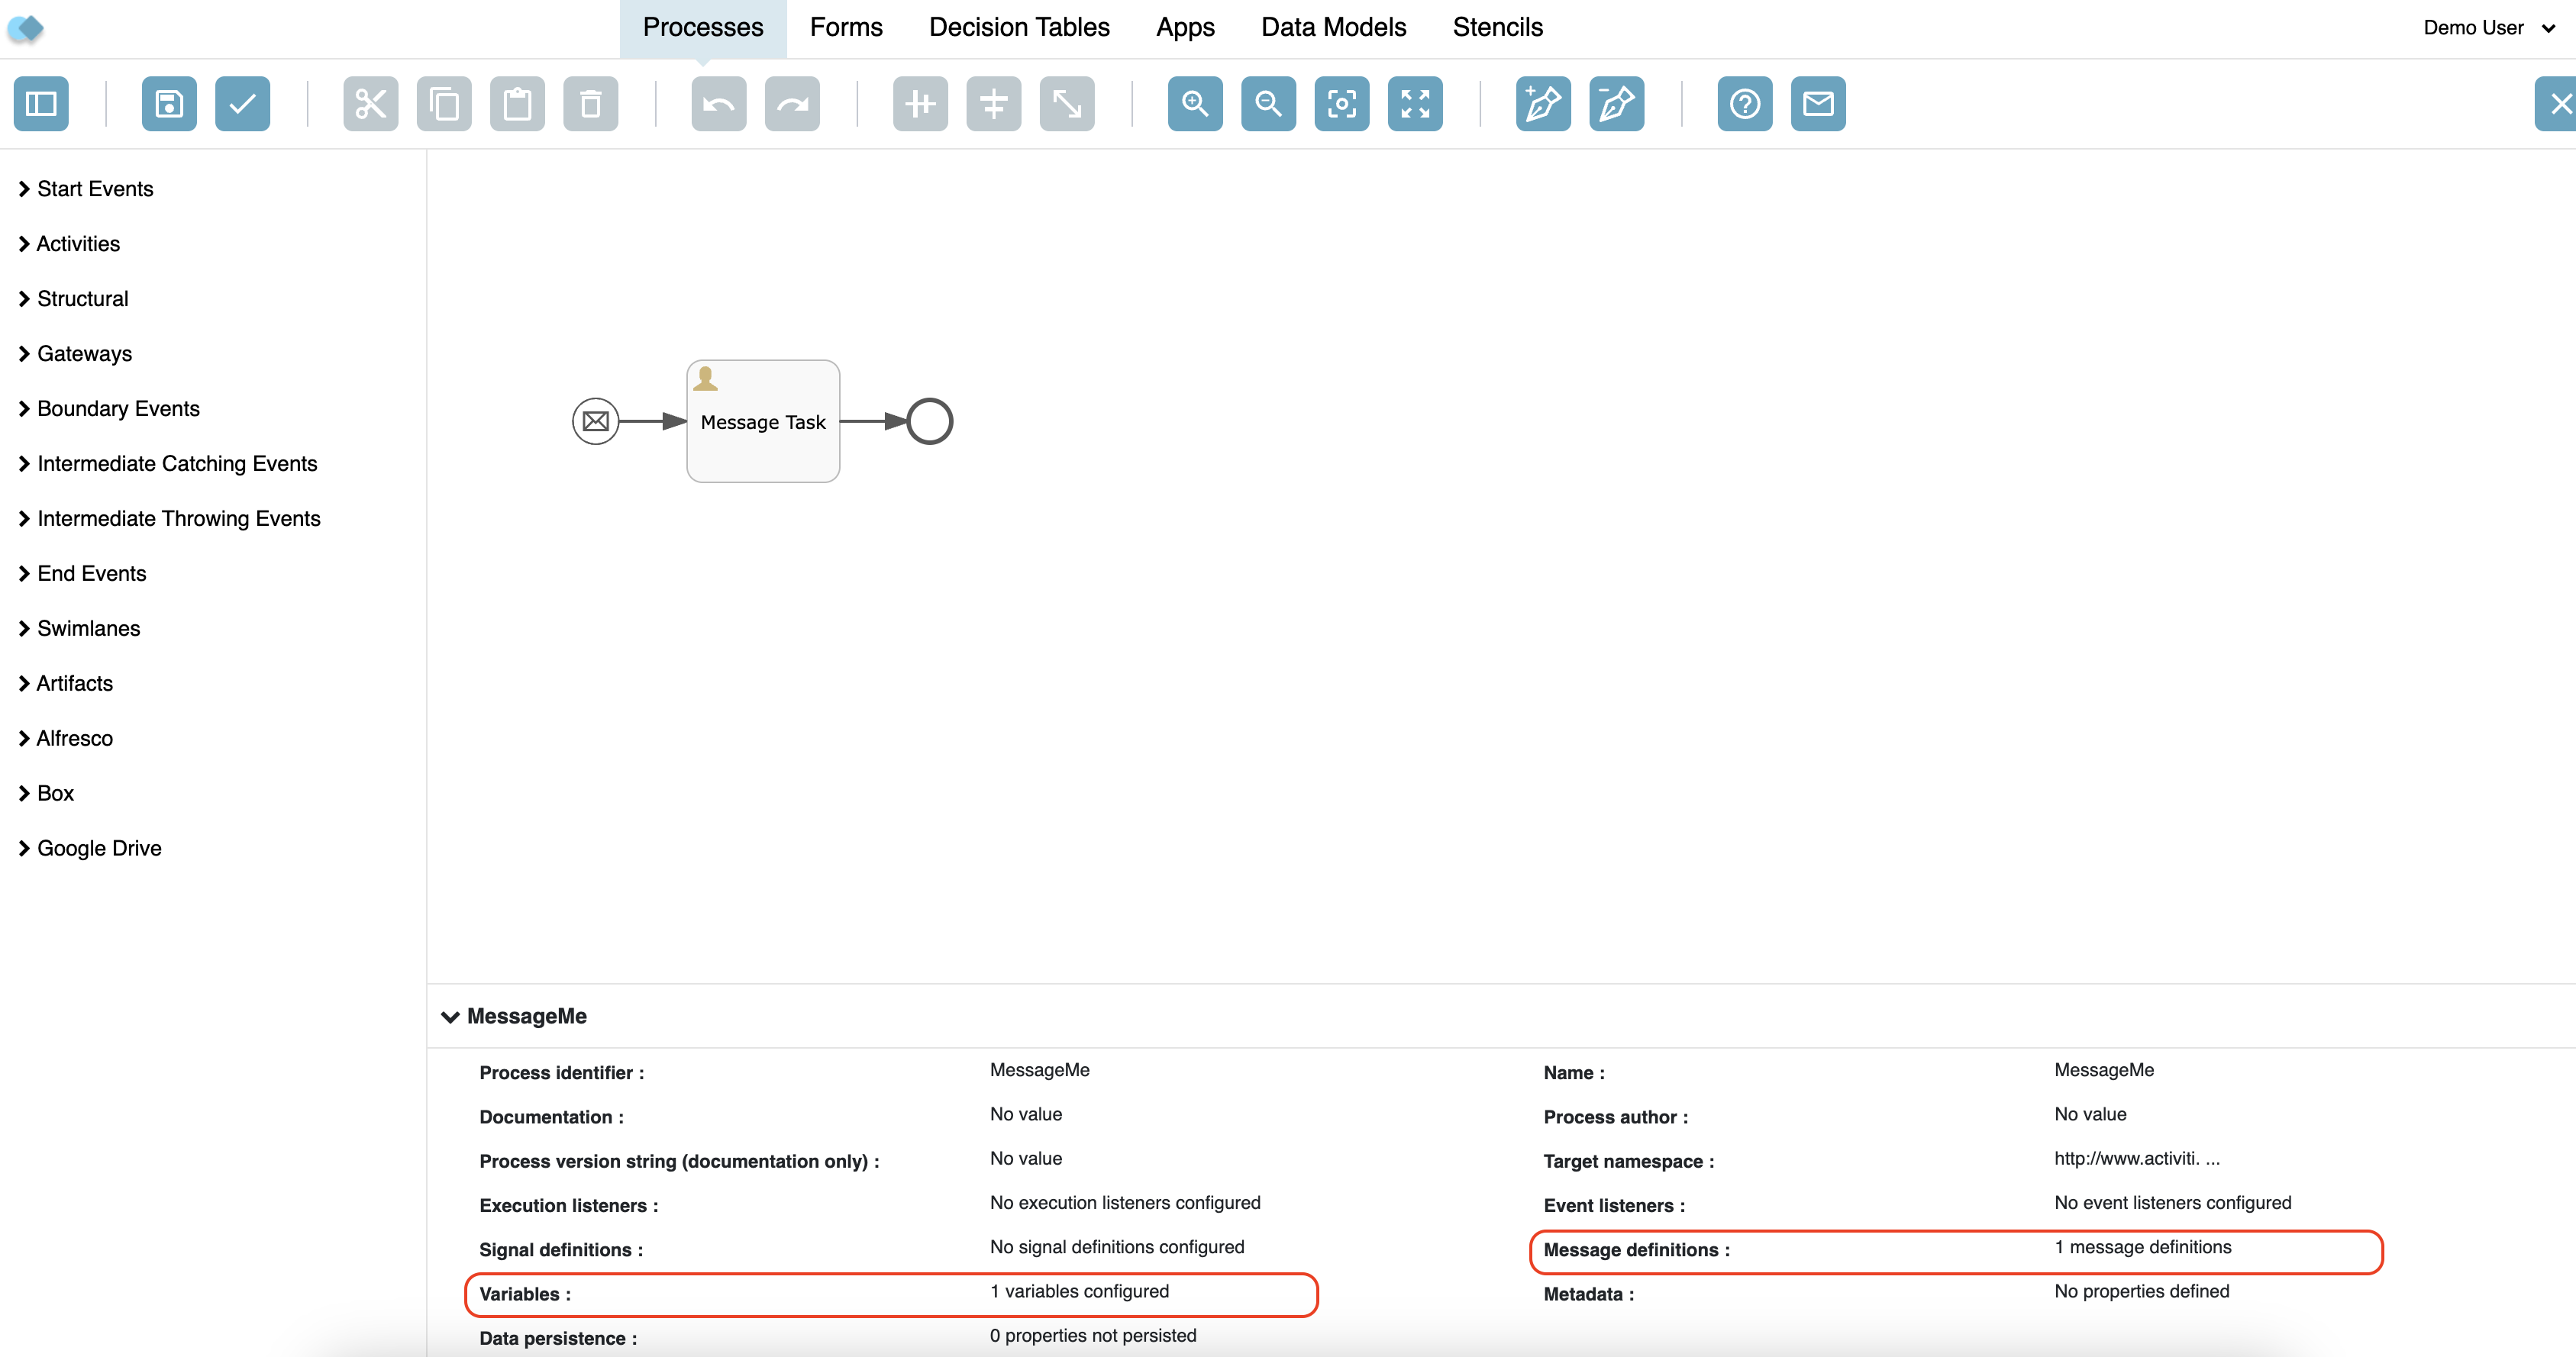 Processes Forms Decision Tables Apps Data Models Stencils Demo User
Start Events
Activities
Structural
Gateways
Boundary Events
Intermediate Catching Events
Intermediate Throwing Events
End Events
Swimlanes
Artifacts
Alfresco
Box
Google Drive
Message Task
MessageMe
Process identifier : MessageMe Name : MessageMe
Documentation : No value Process author : No value
Process version string (documentation only) : No value Target namespace : http://www.activiti. ...
Execution listeners : No execution listeners configured Event listeners : No event listeners configured
Signal definitions : No signal definitions configured Message definitions : 1 message definitions
Variables : 1 variables configured Metadata : No properties defined
Data persistence : 0 properties not persisted